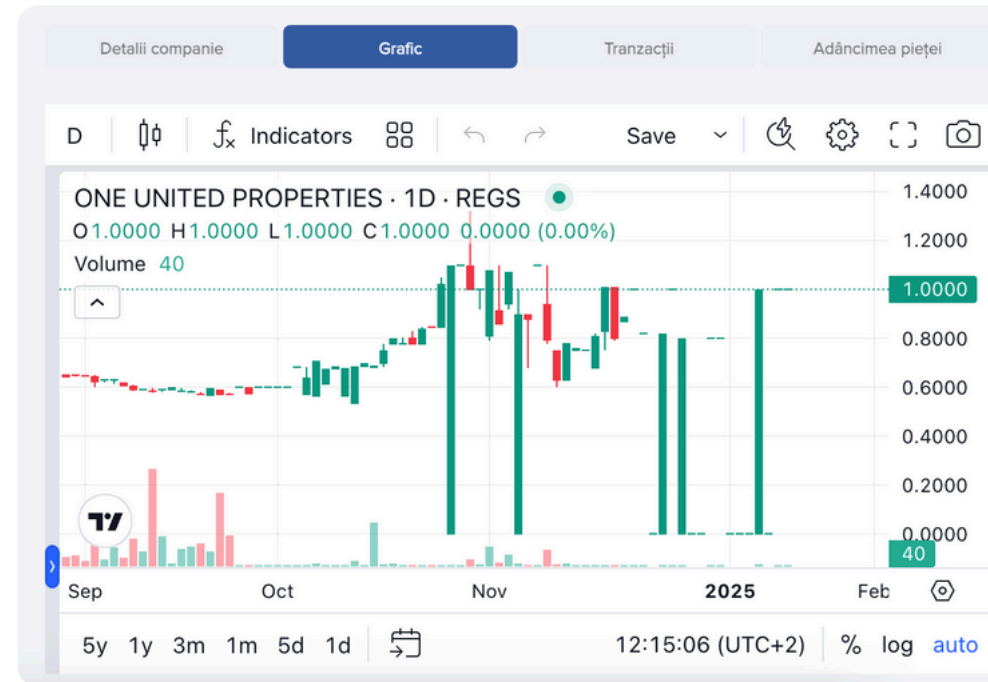 Detalii companie Grafic Tranzacții Adâncimea pieței
D Indicators Save
ONE UNITED PROPERTIES · 1D · REGS
O1.0000 H1.0000 L1.0000 C1.0000 0.0000 (0.00%)
Volume 40
1.4000
1.2000
1.0000
0.8000
0.6000
0.4000
0.2000
0.0000
40
Sep Oct Nov 2025 Feb
5y 1y 3m 1m 5d 1d 12:15:06 (UTC+2) % log auto